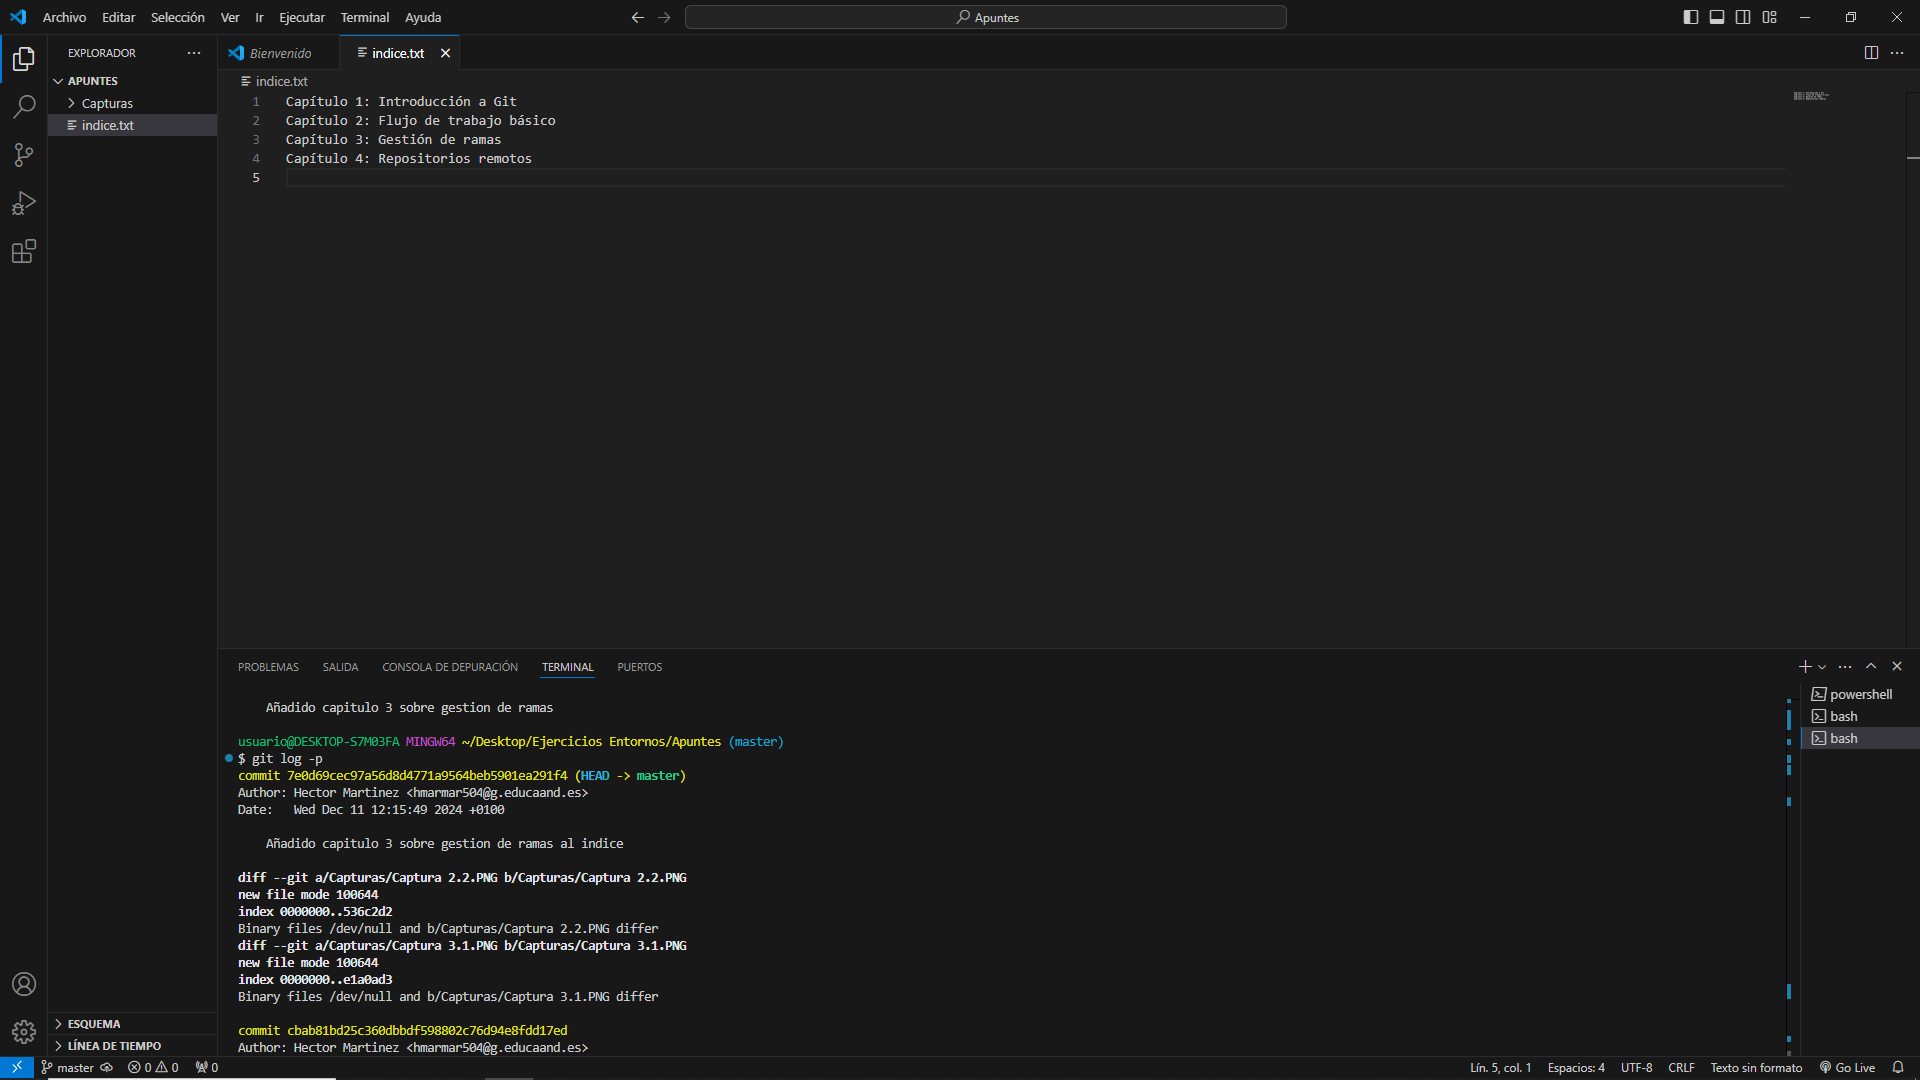 Archivo Editar Selección Ver Ir Ejecutar Terminal Ayuda
Apuntes
EXPLORADOR
APUNTES
Capturas
indice.txt
Bienvenido
indice.txt
indice.txt
1 Capítulo 1: Introducción a Git
2 Capítulo 2: Flujo de trabajo básico
3 Capítulo 3: Gestión de ramas
4 Capítulo 4: Repositorios remotos
5
PROBLEMAS SALIDA CONSOLA DE DEPURACIÓN TERMINAL PUERTOS
Añadido capitulo 3 sobre gestion de ramas
usuario@DESKTOP-S7M03FA MINGW64 ~/Desktop/Ejercicios Entornos/Apuntes (master)
$ git log -p
commit 7e0d69cec97a56d8d4771a9564beb5901ea291f4 (HEAD -> master)
Author: Hector Martinez <hmarmar504@g.educaand.es>
Date:   Wed Dec 11 12:15:49 2024 +0100
Añadido capitulo 3 sobre gestion de ramas al indice
diff --git a/Capturas/Captura 2.2.PNG b/Capturas/Captura 2.2.PNG
new file mode 100644
index 0000000..536c2d2
Binary files /dev/null and b/Capturas/Captura 2.2.PNG differ
diff --git a/Capturas/Captura 3.1.PNG b/Capturas/Captura 3.1.PNG
new file mode 100644
index 0000000..e1a0ad3
Binary files /dev/null and b/Capturas/Captura 3.1.PNG differ
commit cbab81bd25c360dbbdf598802c76d94e8fdd17ed
Author: Hector Martinez <hmarmar504@g.educaand.es>
powershell
bash
bash
ESQUEMA
LÍNEA DE TIEMPO
master 0 0 0
Lín. 5, col. 1 Espacios: 4 UTF-8 CRLF Texto sin formato Go Live